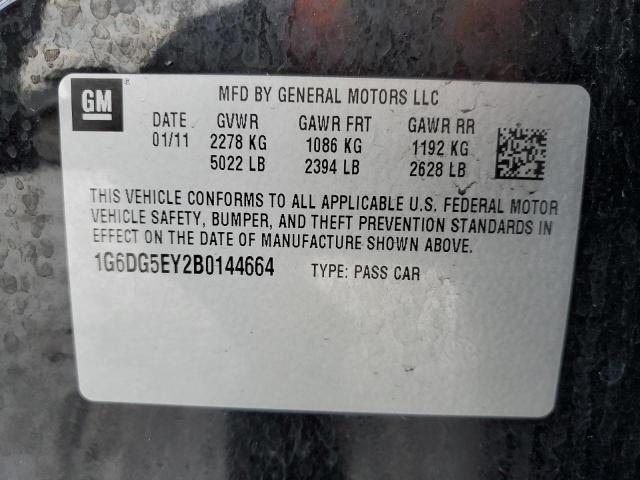 GM
MFD BY GENERAL MOTORS LLC
DATE GVWR GAWR FRT GAWR RR
01/11 2278 KG 1086 KG 1192 KG
5022 LB 2394 LB 2628 LB
THIS VEHICLE CONFORMS TO ALL APPLICABLE U.S. FEDERAL MOTOR
VEHICLE SAFETY, BUMPER, AND THEFT PREVENTION STANDARDS IN
EFFECT ON THE DATE OF MANUFACTURE SHOWN ABOVE.
1G6DG5EY2B0144664 TYPE: PASS CAR